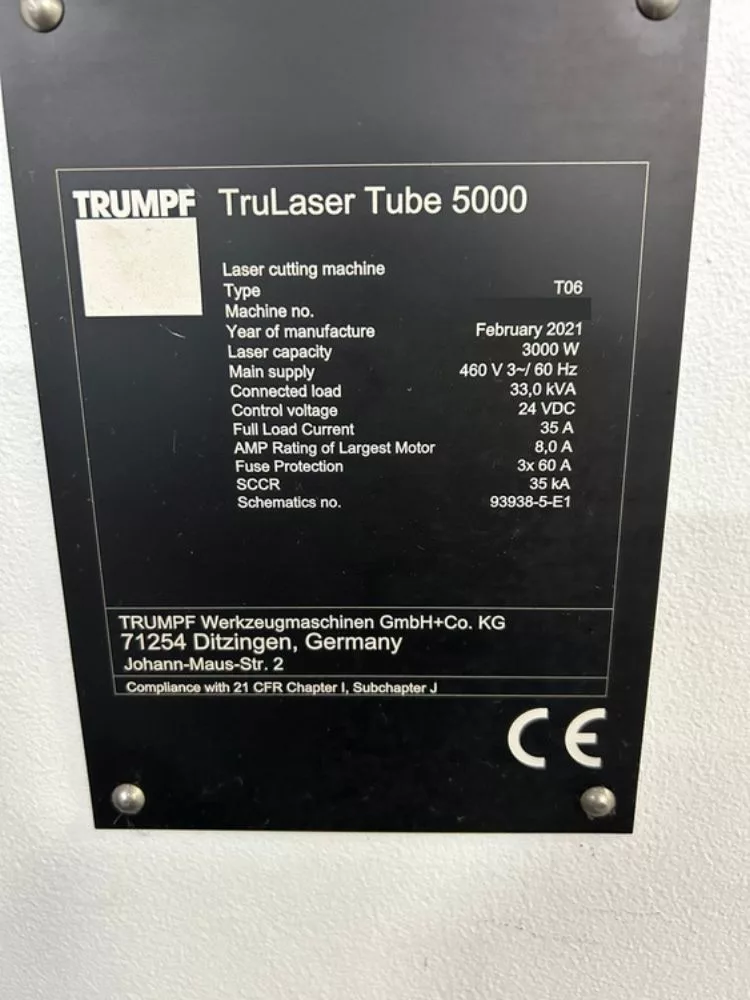 TRUMPF TruLaser Tube 5000
Laser cutting machine
Type T06
Machine no.
Year of manufacture February 2021
Laser capacity 3000 W
Main supply 460 V 3~/ 60 Hz
Connected load 33,0 kVA
Control voltage 24 VDC
Full Load Current 35 A
AMP Rating of Largest Motor 8,0 A
Fuse Protection 3x 60 A
SCCR 35 kA
Schematics no. 93938-5-E1
TRUMPF Werkzeugmaschinen GmbH+Co. KG
71254 Ditzingen, Germany
Johann-Maus-Str. 2
Compliance with 21 CFR Chapter I, Subchapter J
CE